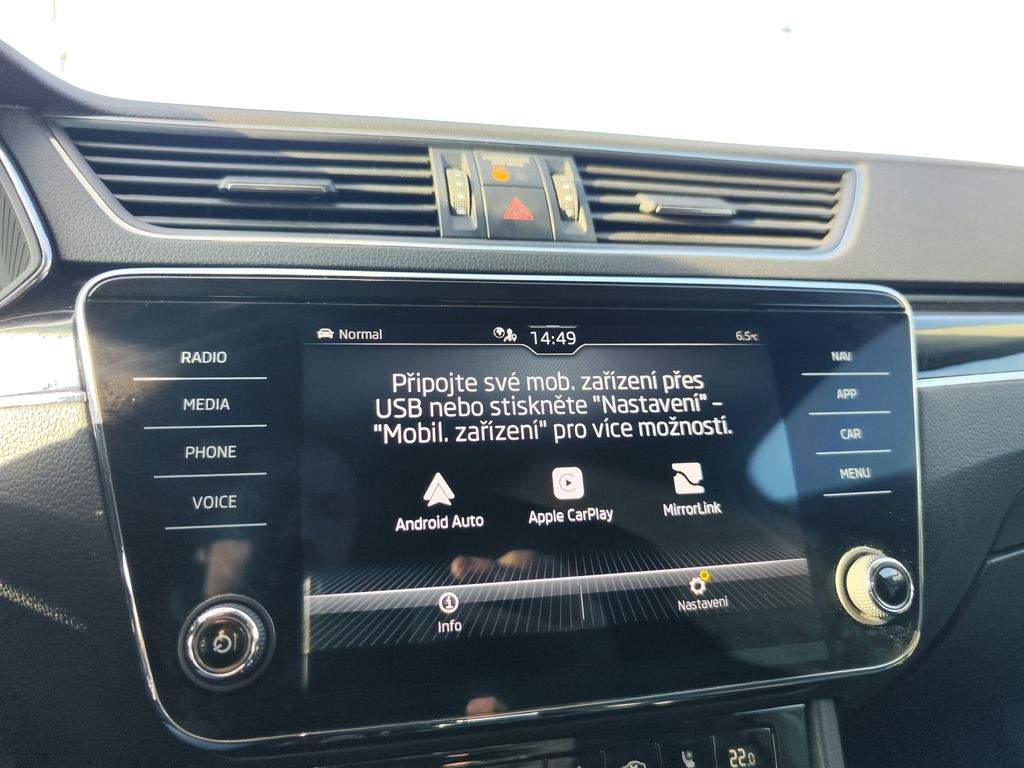 Normal
14:49
6.5°C
RADIO
MEDIA
PHONE
VOICE
Připojte své mob. zařízení přes
USB nebo stiskněte "Nastavení" –
"Mobil. zařízení" pro více možností.
Android Auto
Apple CarPlay
MirrorLink
Info
Nastavení
NAV
APP
CAR
MENU
22.0